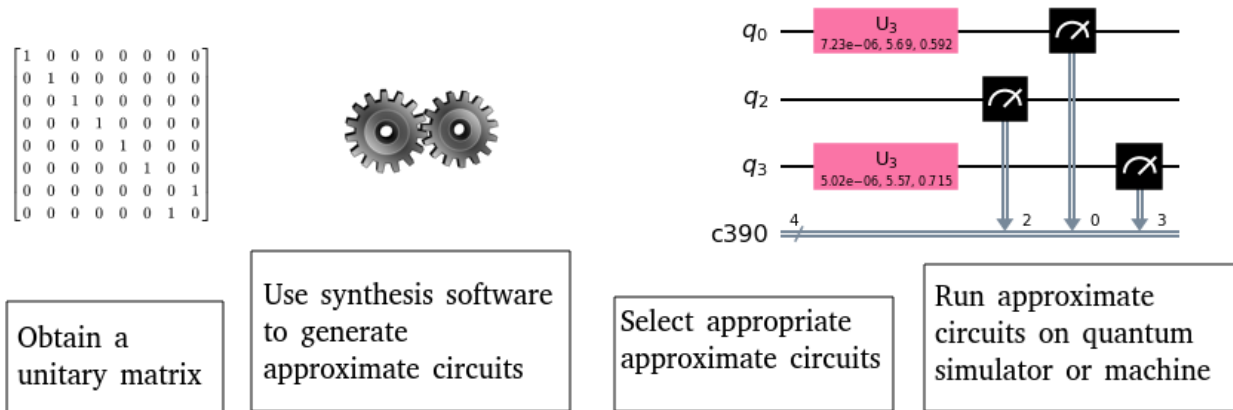 1 0 0 0 0 0 0 0
0 1 0 0 0 0 0 0
0 0 1 0 0 0 0 0
0 0 0 1 0 0 0 0
0 0 0 0 1 0 0 0
0 0 0 0 0 1 0 0
0 0 0 0 0 0 0 1
0 0 0 0 0 0 1 0
q0
U3
7.23e−06, 5.69, 0.592
q2
q3
U3
5.02e−06, 5.57, 0.715
c390
4
2
0
3
Obtain a
unitary matrix
Use synthesis software
to generate
approximate circuits
Select appropriate
approximate circuits
Run approximate
circuits on quantum
simulator or machine